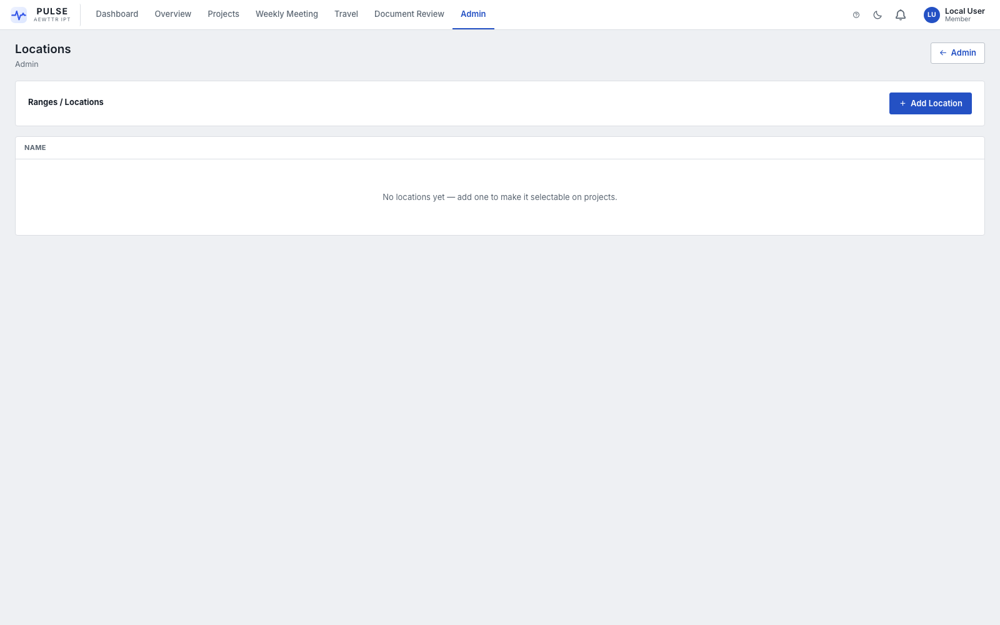 PULSE
AEWTTR IPT
Dashboard Overview Projects Weekly Meeting Travel Document Review Admin
LU
Local User
Member
Locations
Admin
← Admin
Ranges / Locations
+ Add Location
NAME
No locations yet — add one to make it selectable on projects.